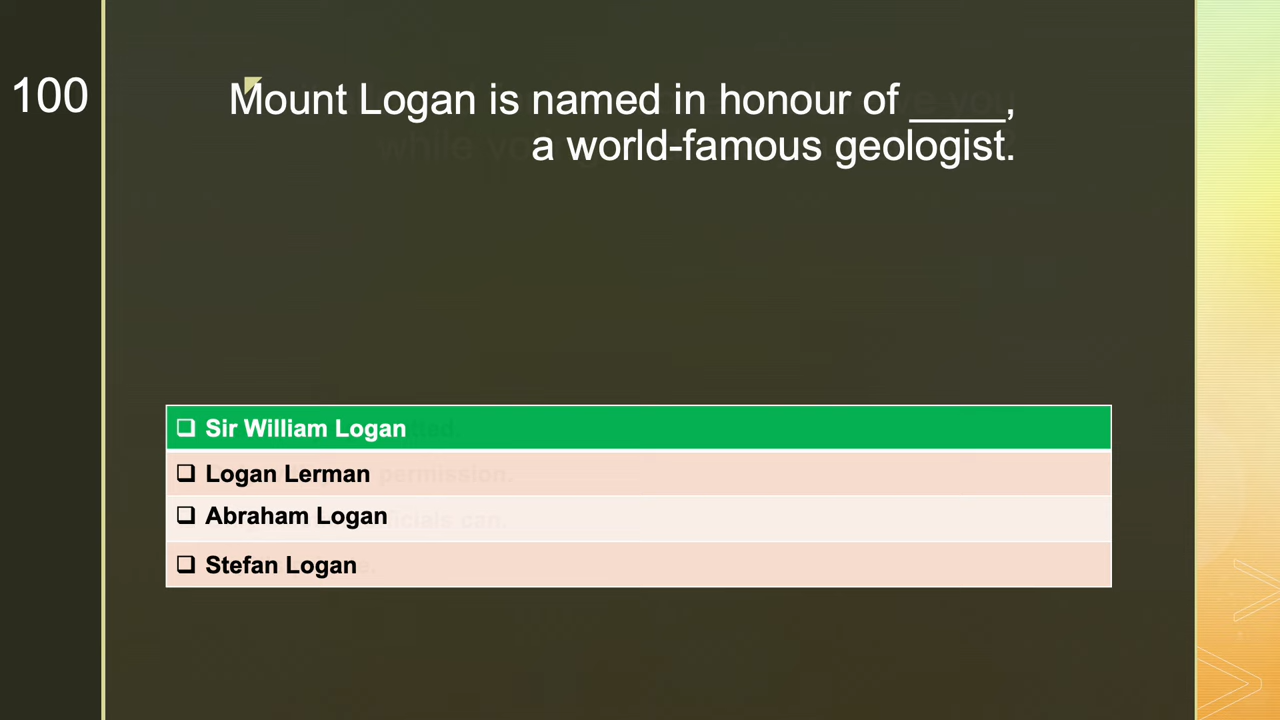 100
Mount Logan is named in honour of ____,
a world-famous geologist.
❑ Sir William Logan
❑ Logan Lerman
❑ Abraham Logan
❑ Stefan Logan